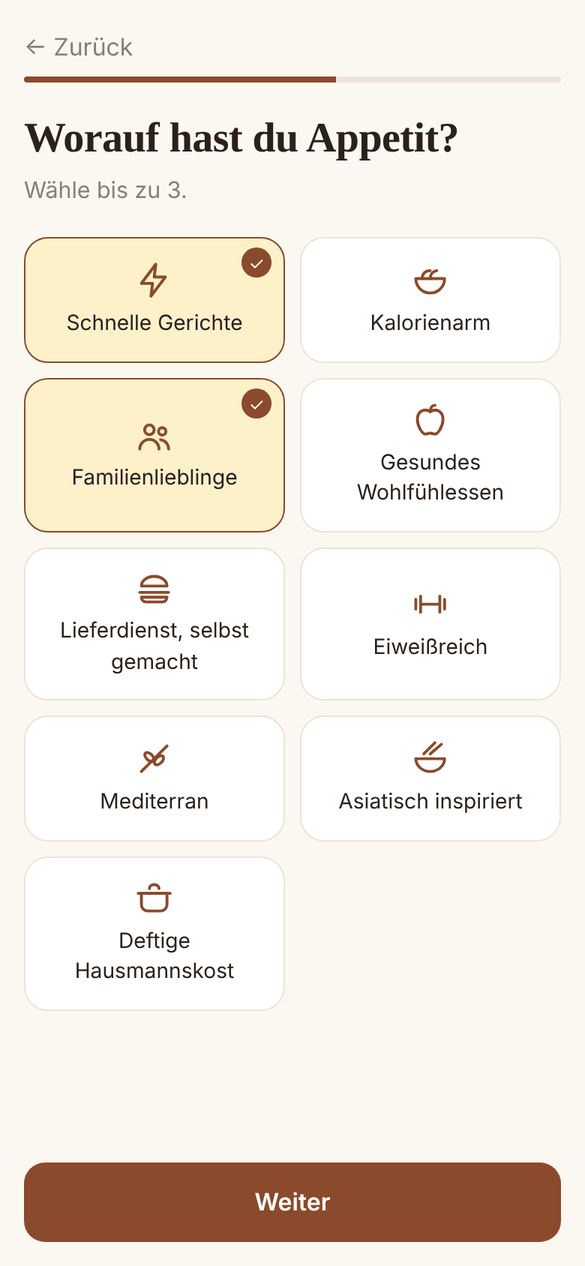 ← Zurück
Worauf hast du Appetit?
Wähle bis zu 3.
Schnelle Gerichte
Kalorienarm
Familienlieblinge
Gesundes
Wohlfühlessen
Lieferdienst, selbst
gemacht
Eiweißreich
Mediterran
Asiatisch inspiriert
Deftige
Hausmannskost
Weiter